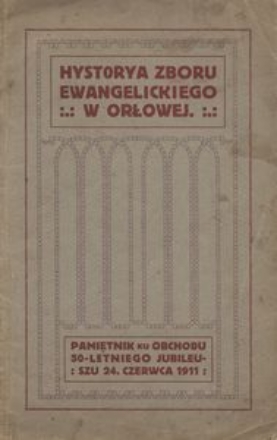 HYSTORYA ZBORU
EWANGELICKIEGO
:.: W ORŁOWEJ. :.:
PAMIĘTNIK KU OBCHODU
50-LETNIEGO JUBILEU-
: SZU 24. CZERWCA 1911 :